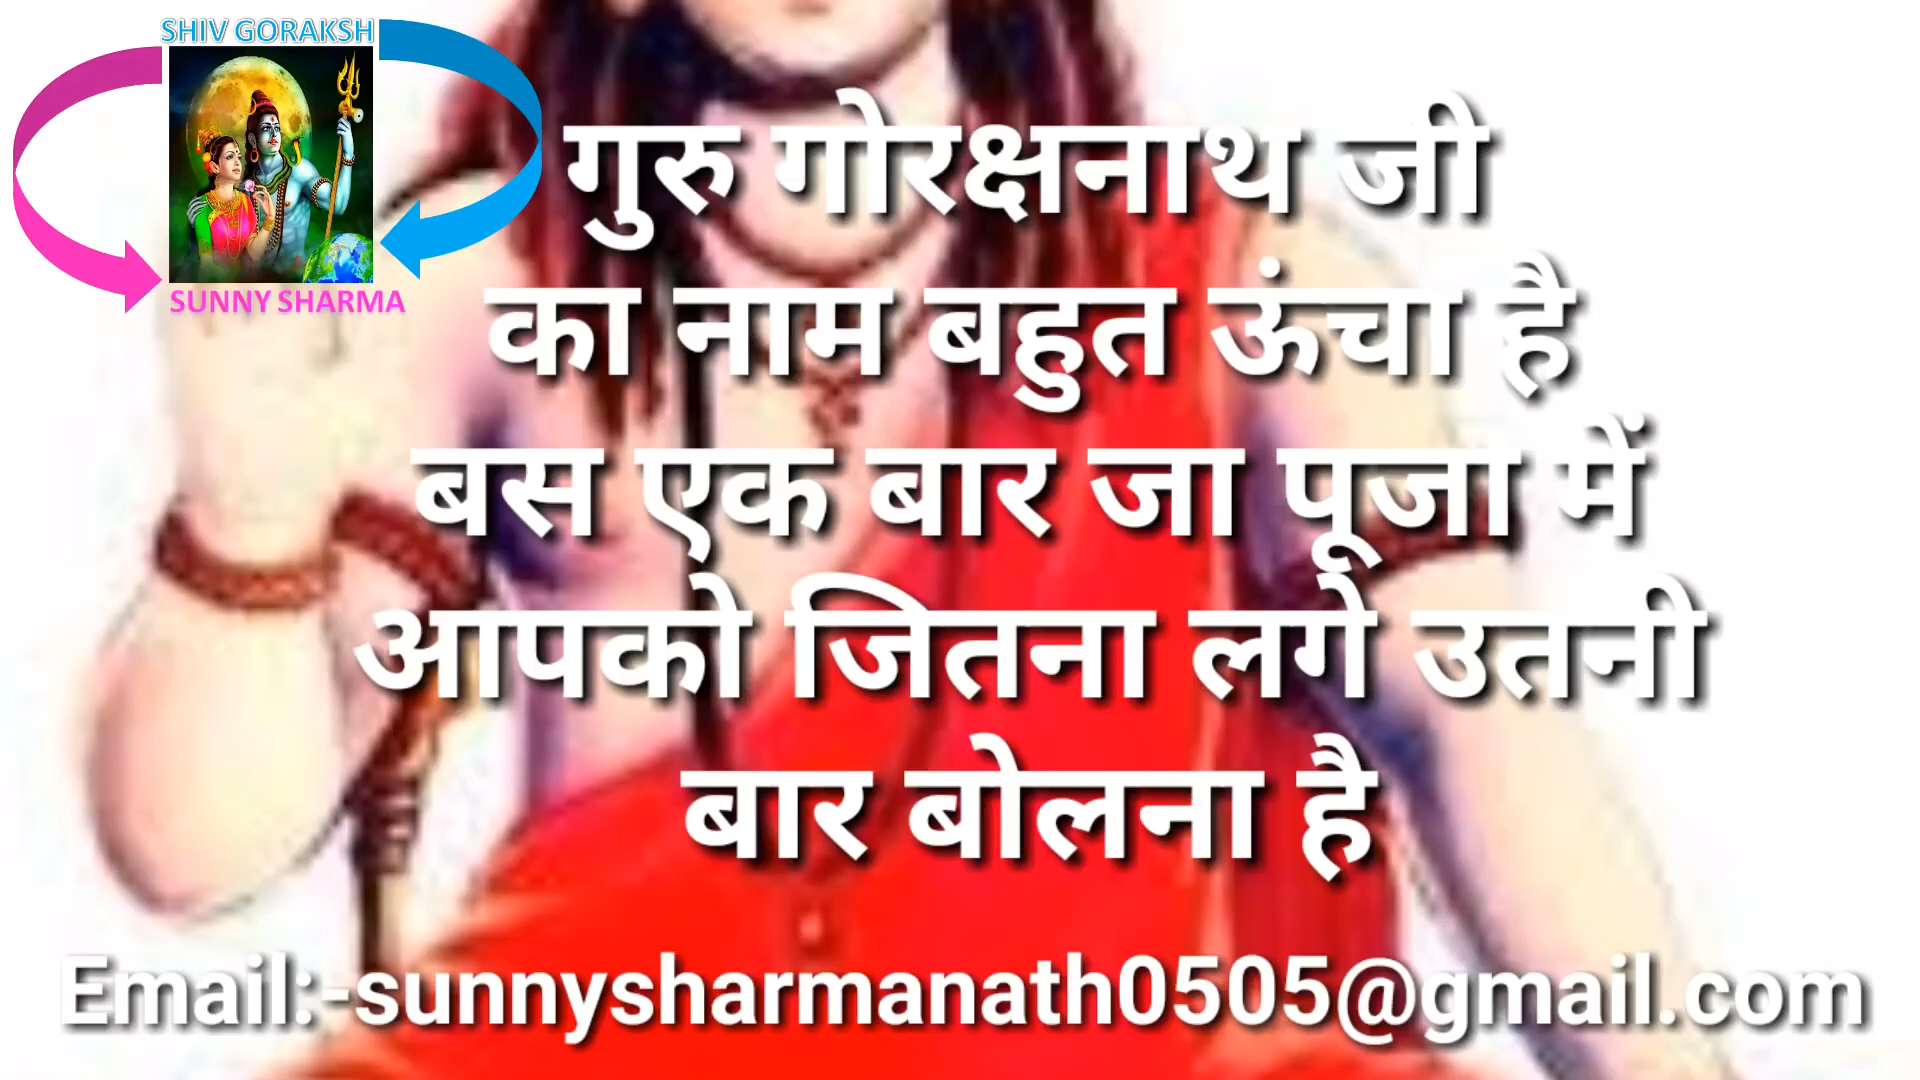 SHIV GORAKSH
SUNNY SHARMA
गुरु गोरक्षनाथ जी
का नाम बहुत ऊंचा है
बस एक बार जा पूजा में
आपको जितना लगे उतनी
बार बोलना है
Email:-sunnysharmanath0505@gmail.com